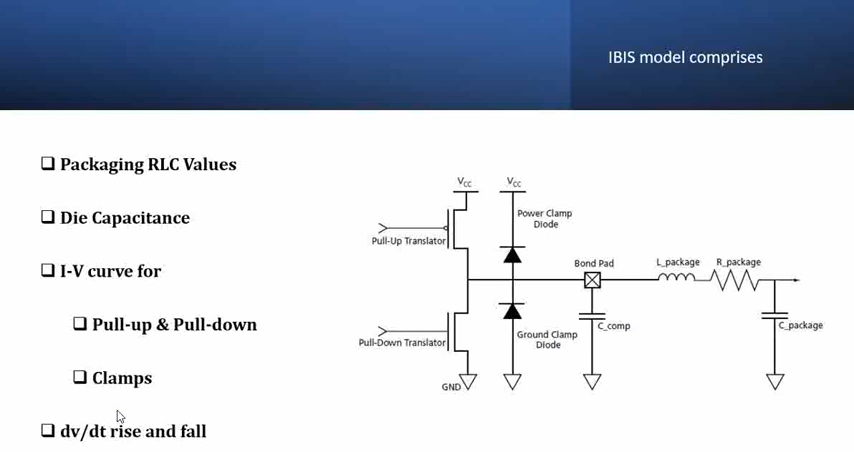 IBIS model comprises
Packaging RLC Values
Die Capacitance
I-V curve for
Pull-up & Pull-down
Clamps
dv/dt rise and fall
VCC
VCC
Power Clamp
Diode
Pull-Up Translator
Bond Pad
L_package
R_package
Pull-Down Translator
Ground Clamp
Diode
C_comp
C_package
GND